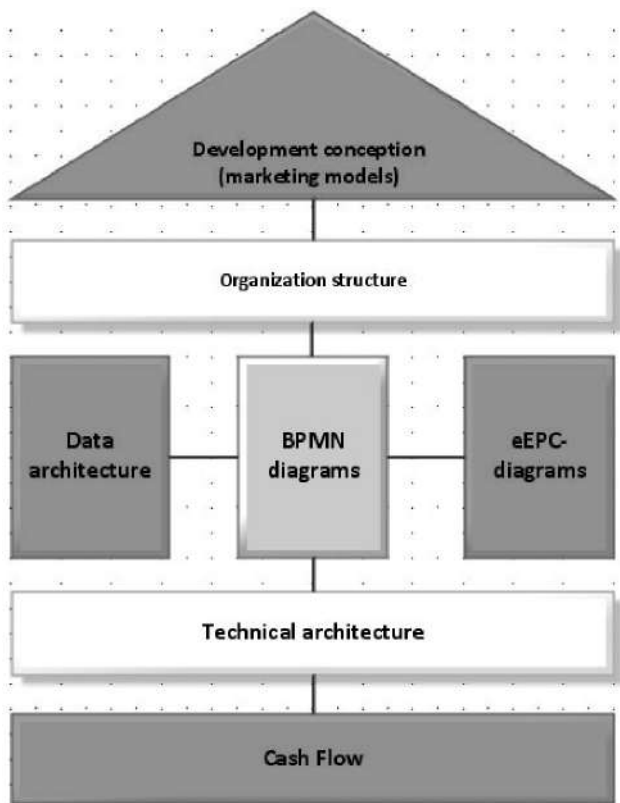 Development conception
(marketing models)
Organization structure
Data
architecture
BPMN
diagrams
eEPC-
diagrams
Technical architecture
Cash Flow